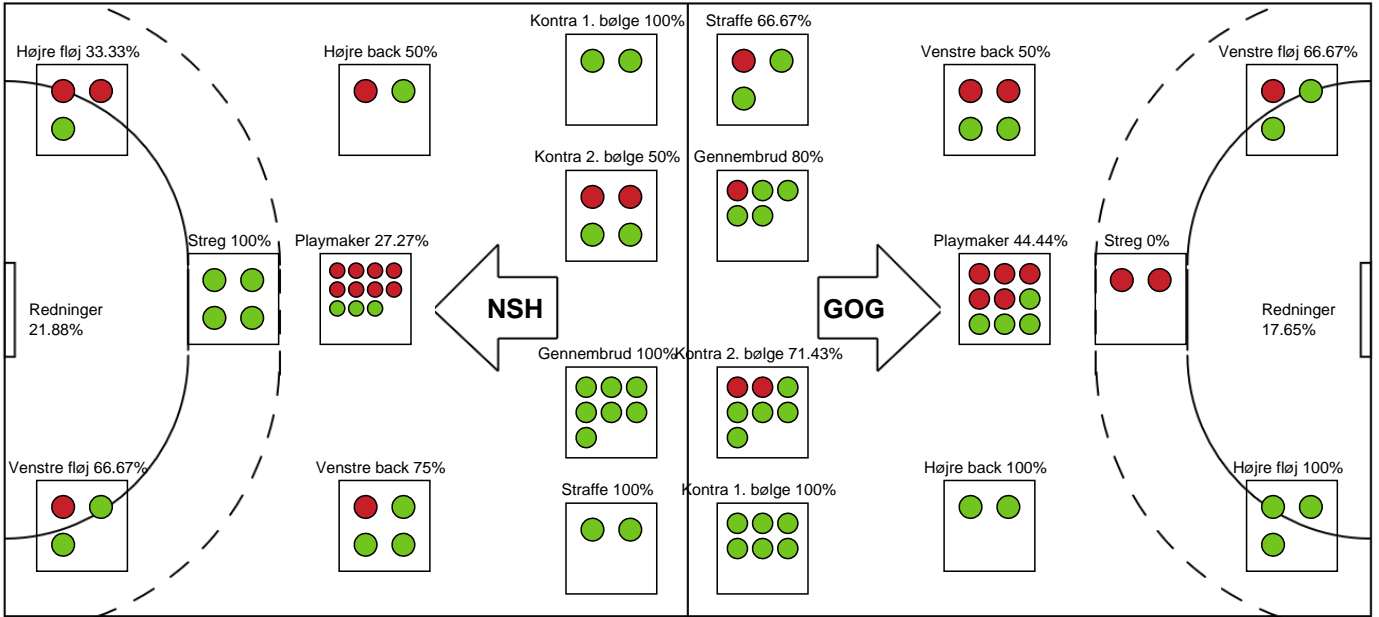 Kontra 1. bølge 100%
Straffe 66.67%
Højre fløj 33.33%
Højre back 50%
Venstre back 50%
Venstre fløj 66.67%
Kontra 2. bølge 50%
Gennembrud 80%
Streg 100%
Playmaker 27.27%
Playmaker 44.44%
Streg 0%
Redninger
21.88%
NSH
GOG
Redninger
17.65%
Gennembrud 100%
Kontra 2. bølge 71.43%
Venstre fløj 66.67%
Venstre back 75%
Højre back 100%
Højre fløj 100%
Straffe 100%
Kontra 1. bølge 100%